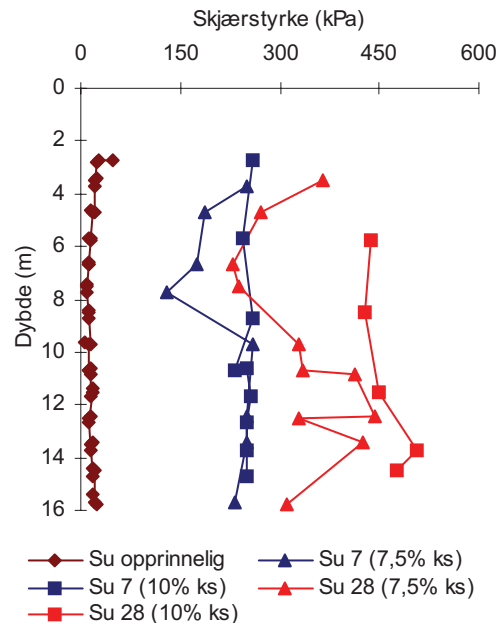 Skjærstyrke (kPa)
0 150 300 450 600
0
2
4
6
8
10
12
14
16
Dybde (m)
Su opprinnelig Su 7 (7,5% ks)
Su 7 (10% ks) Su 28 (7,5% ks)
Su 28 (10% ks)